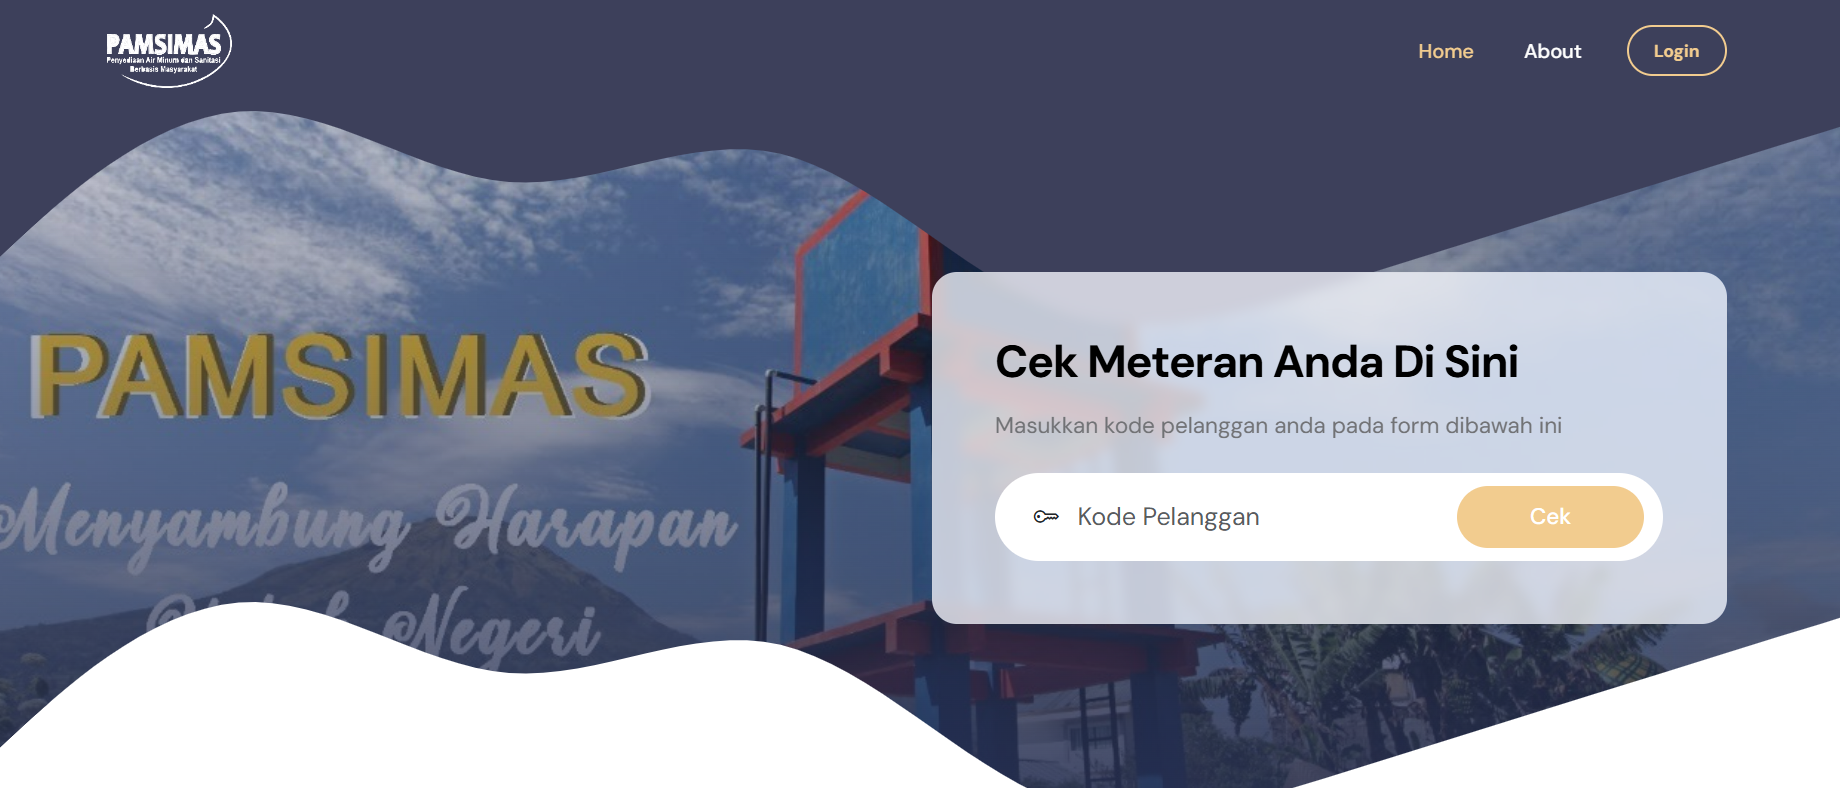 PAMSIMAS
Penyediaan Air Minum dan Sanitasi
Berbasis Masyarakat
Home
About
Login
PAMSIMAS
Menyambung Harapan
Negeri
Cek Meteran Anda Di Sini
Masukkan kode pelanggan anda pada form dibawah ini
Kode Pelanggan
Cek